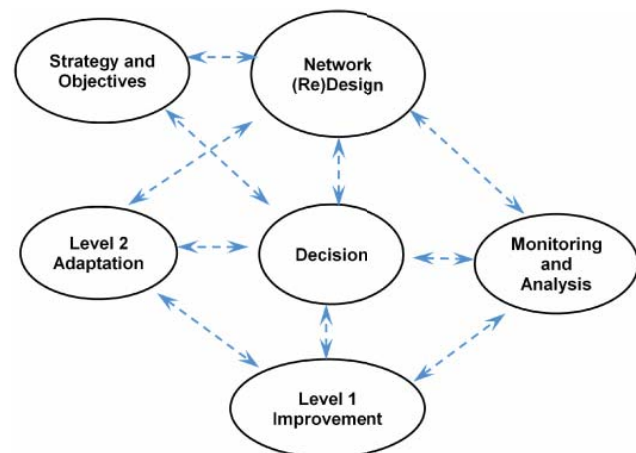 Strategy and
Objectives
Network
(Re)Design
Level 2
Adaptation
Decision
Monitoring
and
Analysis
Level 1
Improvement